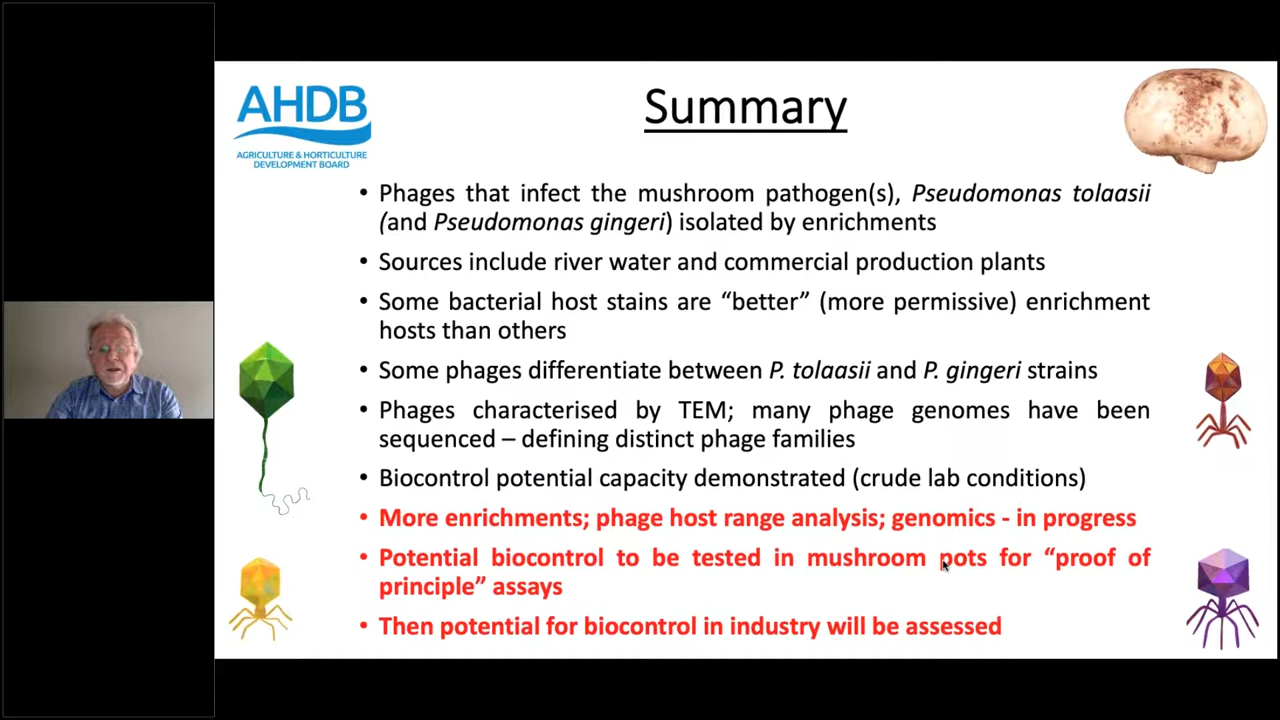 AHDB
AGRICULTURE & HORTICULTURE
DEVELOPMENT BOARD
Summary
• Phages that infect the mushroom pathogen(s), Pseudomonas tolaasii
(and Pseudomonas gingeri) isolated by enrichments
• Sources include river water and commercial production plants
• Some bacterial host stains are “better” (more permissive) enrichment
hosts than others
• Some phages differentiate between P. tolaasii and P. gingeri strains
• Phages characterised by TEM; many phage genomes have been
sequenced – defining distinct phage families
• Biocontrol potential capacity demonstrated (crude lab conditions)
• More enrichments; phage host range analysis; genomics - in progress
• Potential biocontrol to be tested in mushroom pots for “proof of
principle” assays
• Then potential for biocontrol in industry will be assessed